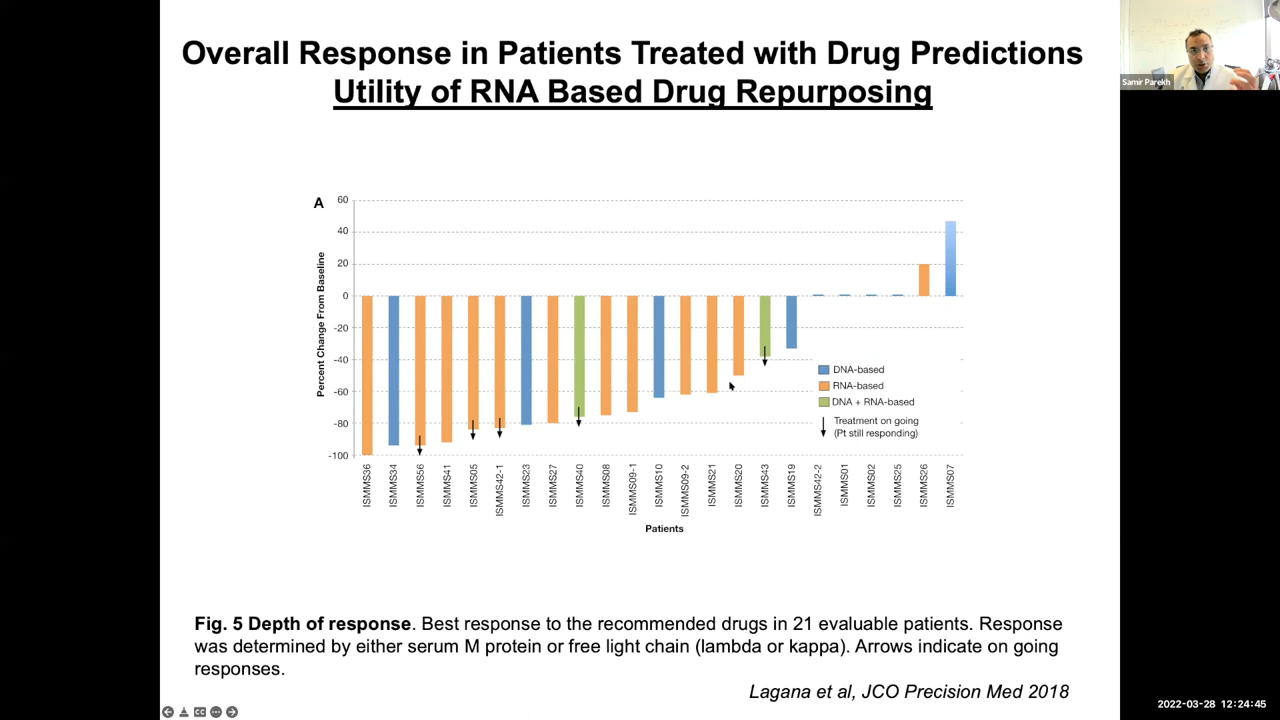 Overall Response in Patients Treated with Drug Predictions
Utility of RNA Based Drug Repurposing
Samir Parekh
A
60
40
20
0
-20
-40
-60
-80
-100
Percent Change From Baseline
DNA-based
RNA-based
DNA + RNA-based
Treatment on going
(Pt still responding)
ISMMS36
ISMMS34
ISMMS56
ISMMS41
ISMMS05
ISMMS42-1
ISMMS23
ISMMS27
ISMMS40
ISMMS08
ISMMS09-1
ISMMS10
ISMMS09-2
ISMMS21
ISMMS20
ISMMS43
ISMMS19
ISMMS42-2
ISMMS01
ISMMS02
ISMMS25
ISMMS26
ISMMS07
Patients
Fig. 5 Depth of response. Best response to the recommended drugs in 21 evaluable patients. Response
was determined by either serum M protein or free light chain (lambda or kappa). Arrows indicate on going
responses.
Lagana et al, JCO Precision Med 2018
CC
2022-03-28 12:24:45